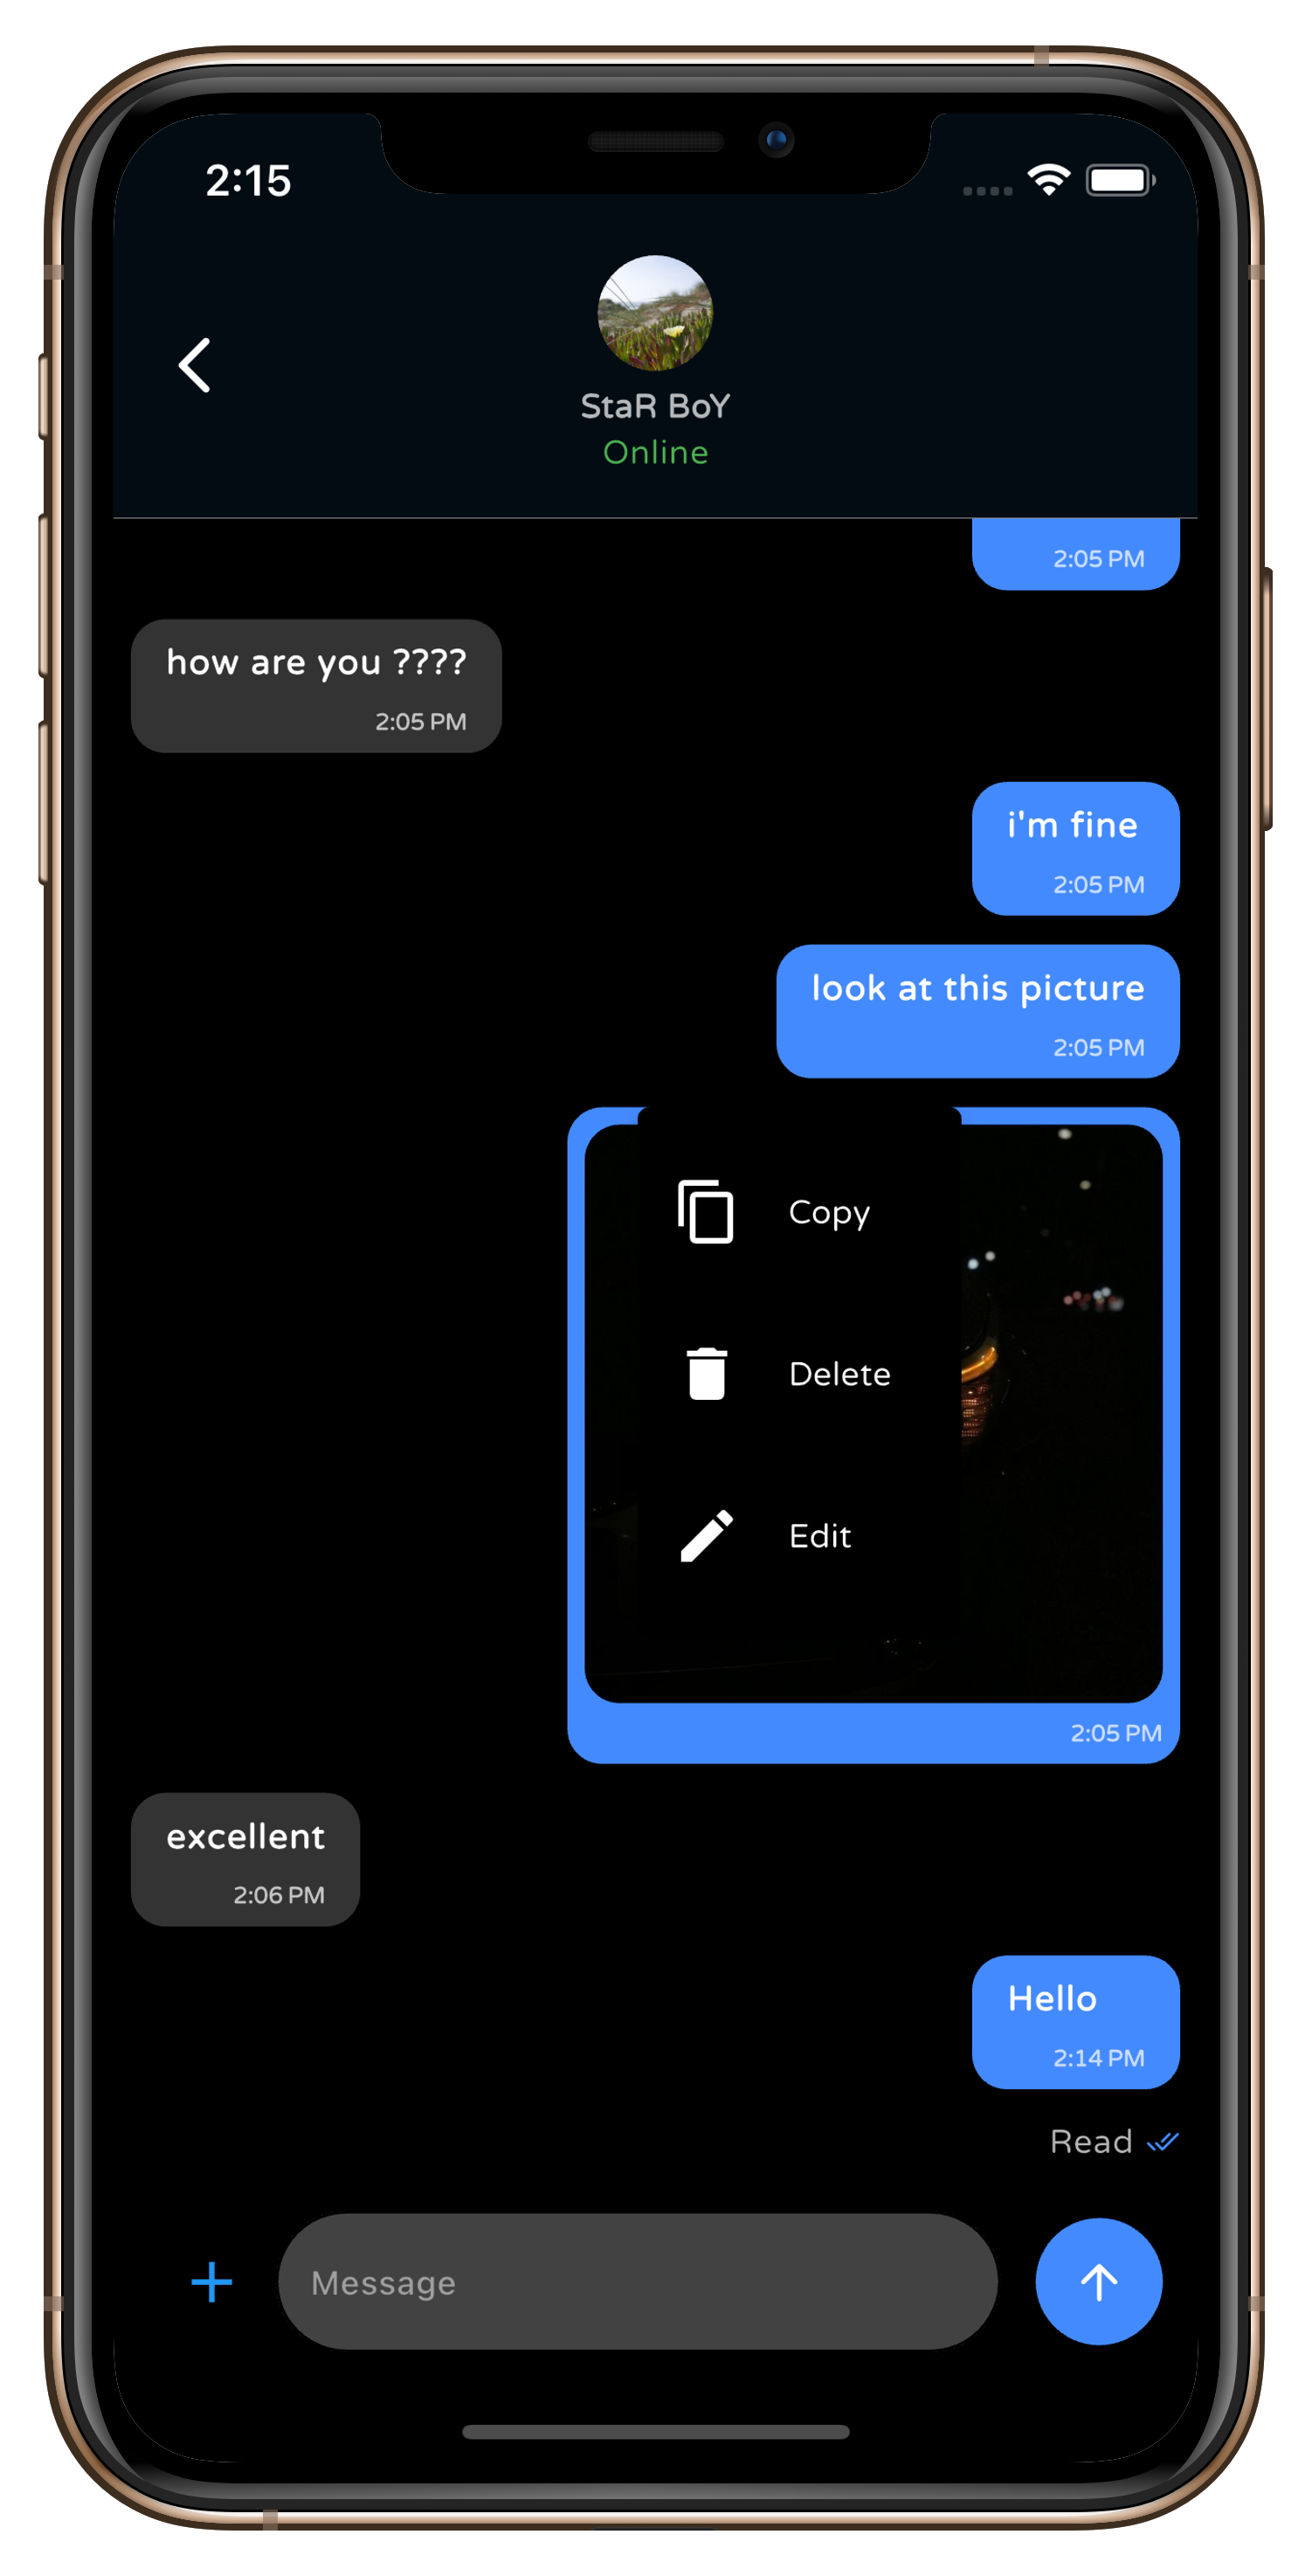 2:15
StaR BoY
Online
2:05 PM
how are you ????
2:05 PM
i'm fine
2:05 PM
look at this picture
2:05 PM
Copy
Delete
Edit
2:05 PM
excellent
2:06 PM
Hello
2:14 PM
Read
Message